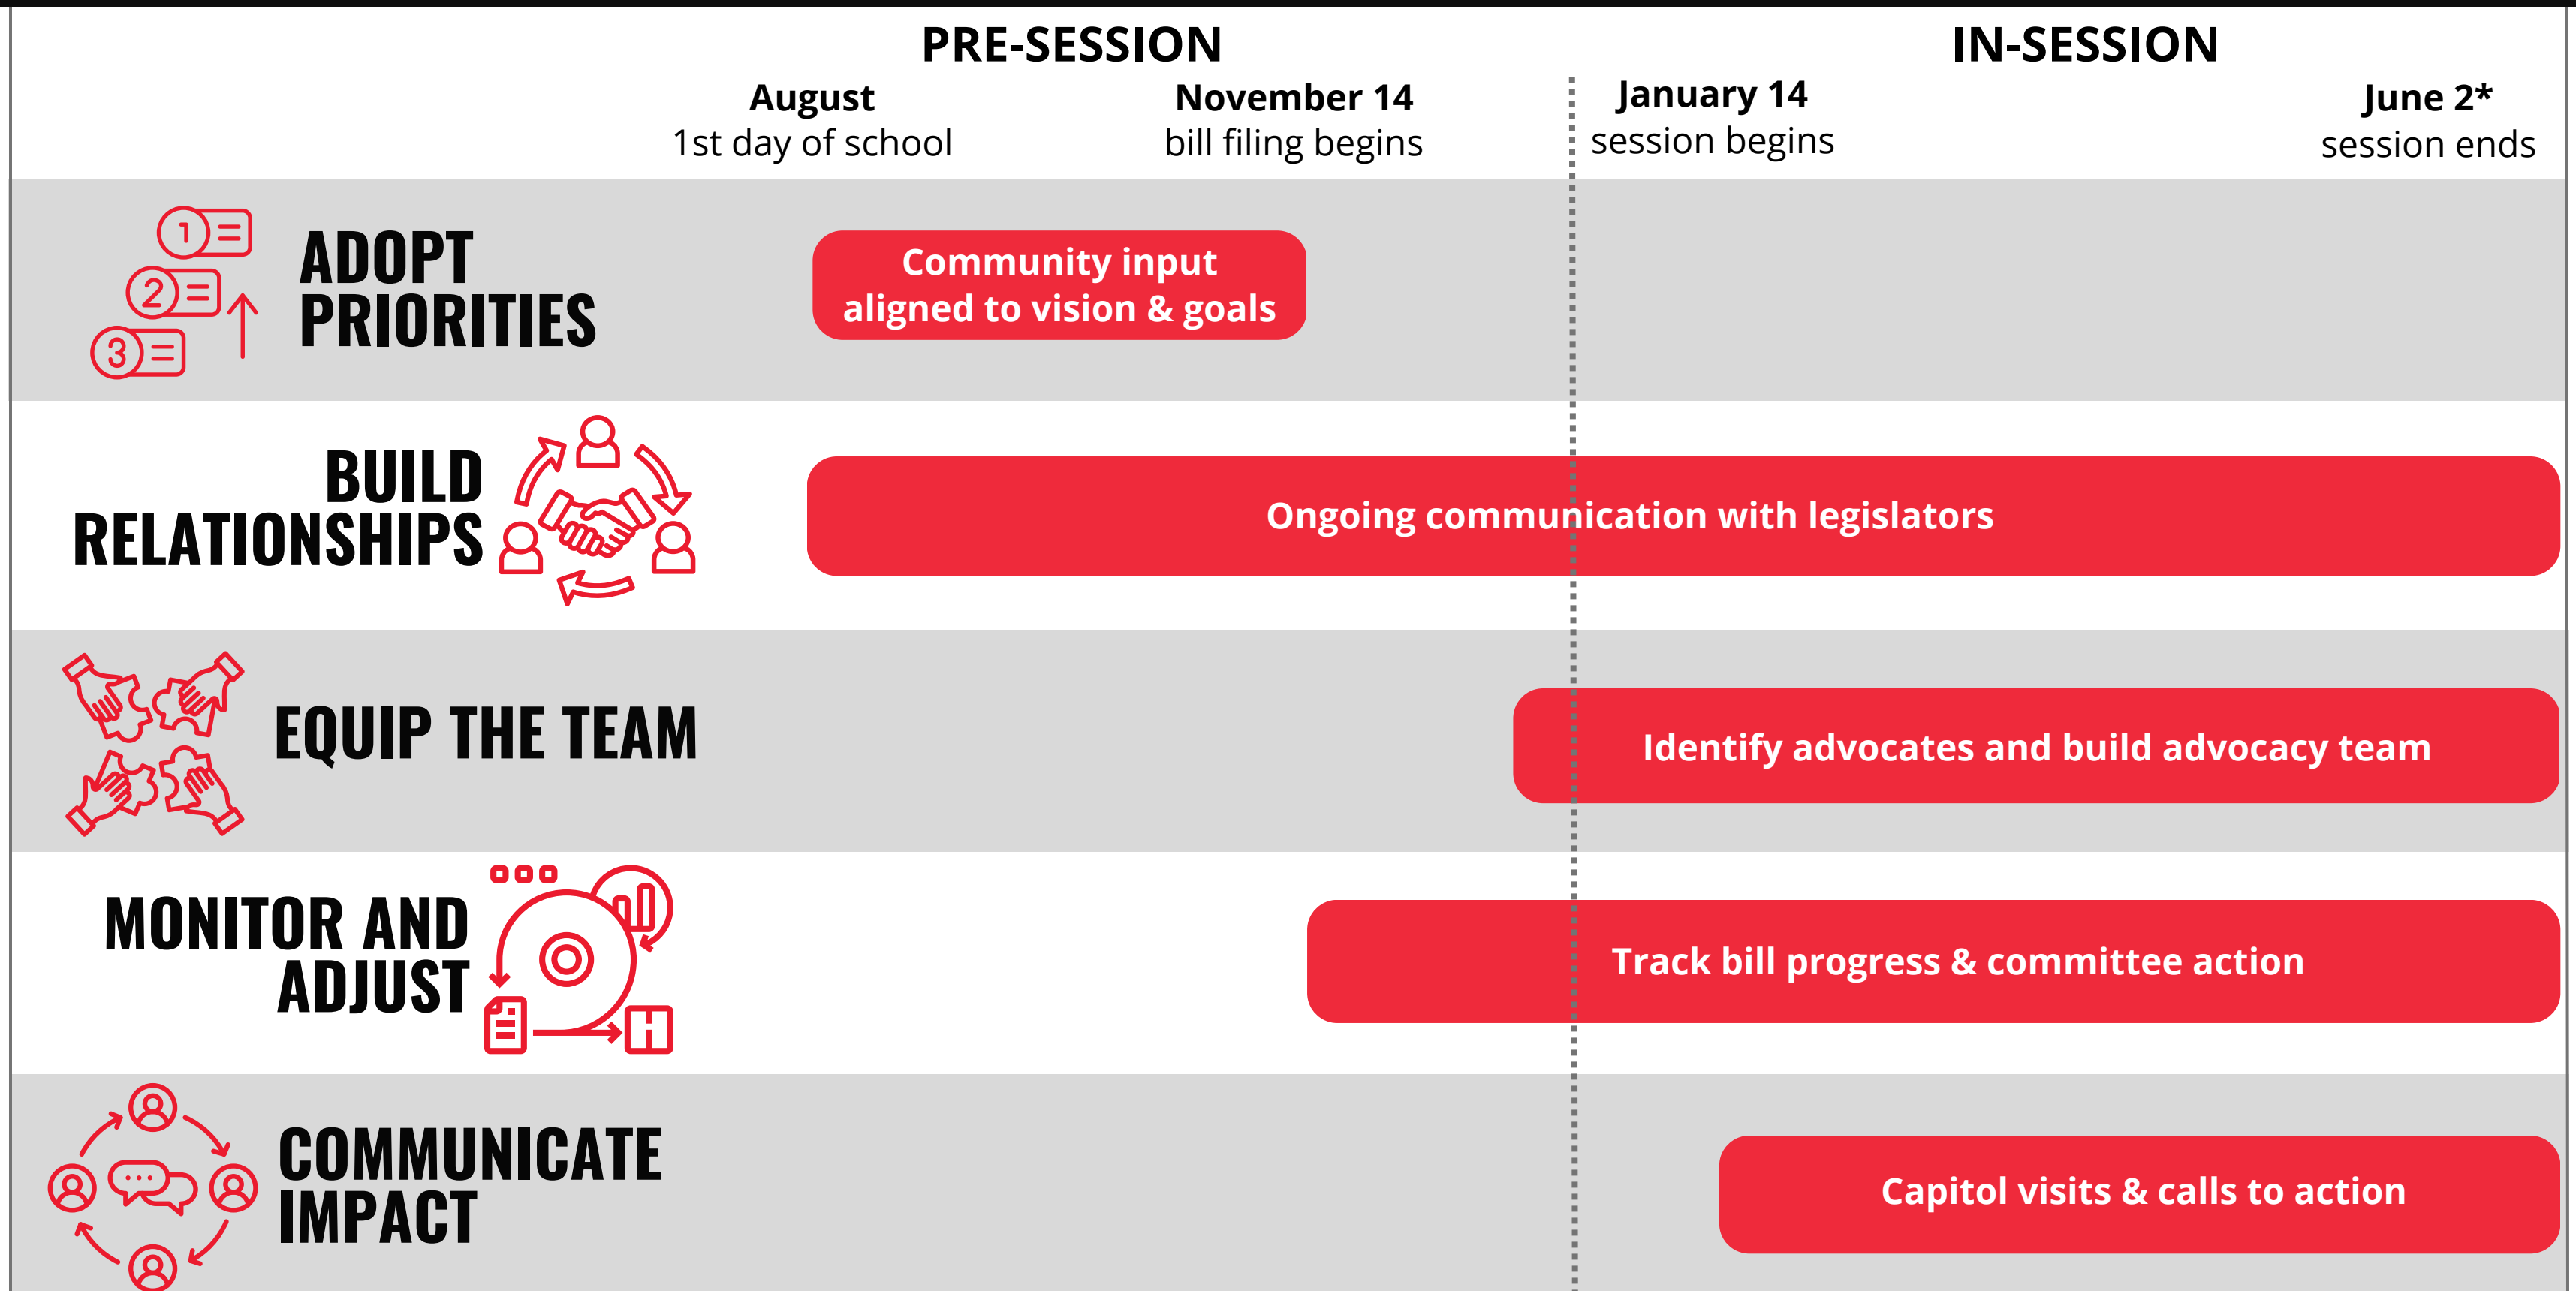 PRE-SESSION
IN-SESSION
August
1st day of school
November 14
bill filing begins
January 14
session begins
June 2*
session ends
1
2
3
ADOPT
PRIORITIES
Community input
aligned to vision & goals
BUILD
RELATIONSHIPS
Ongoing communication with legislators
EQUIP THE TEAM
Identify advocates and build advocacy team
MONITOR AND
ADJUST
Track bill progress & committee action
COMMUNICATE
IMPACT
Capitol visits & calls to action